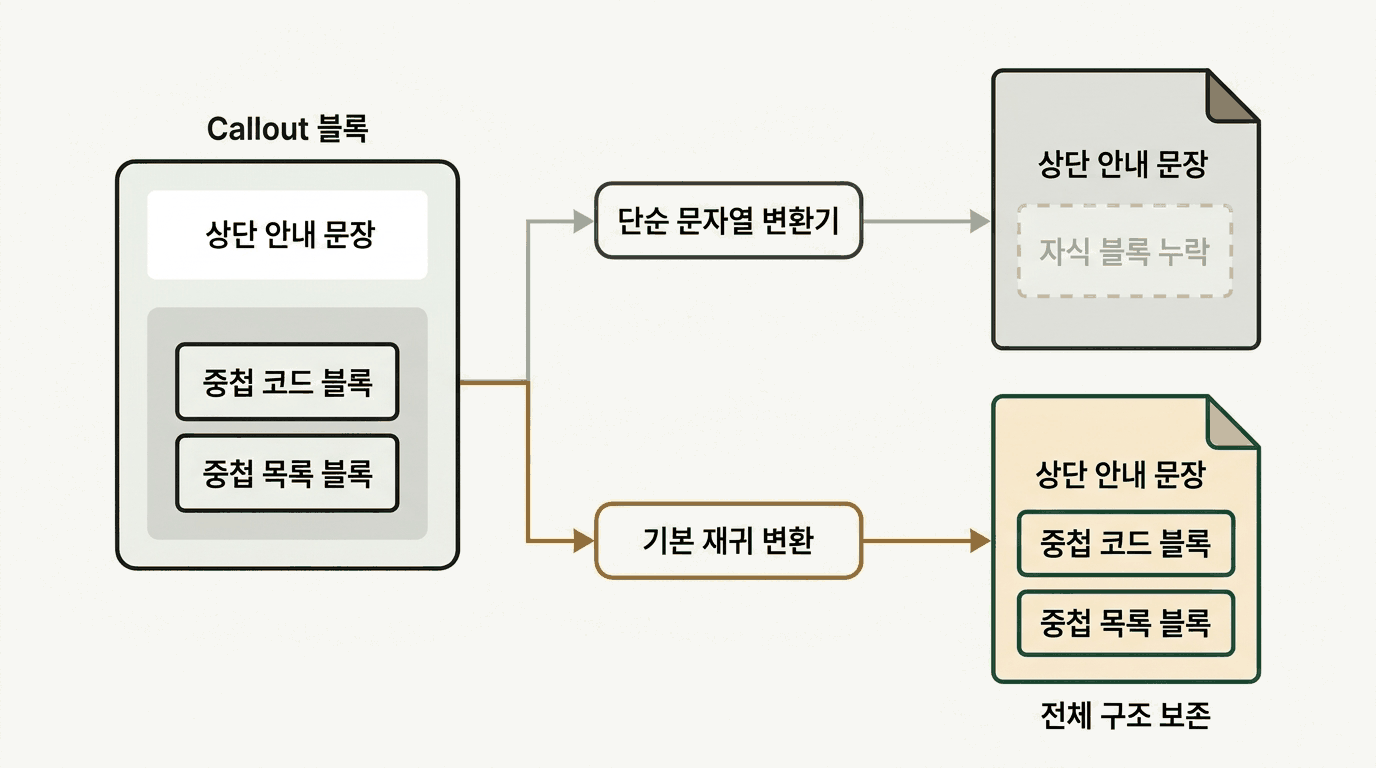 Callout 블록
상단 안내 문장
중첩 코드 블록
중첩 목록 블록
단순 문자열 변환기
상단 안내 문장
자식 블록 누락
기본 재귀 변환
상단 안내 문장
중첩 코드 블록
중첩 목록 블록
전체 구조 보존